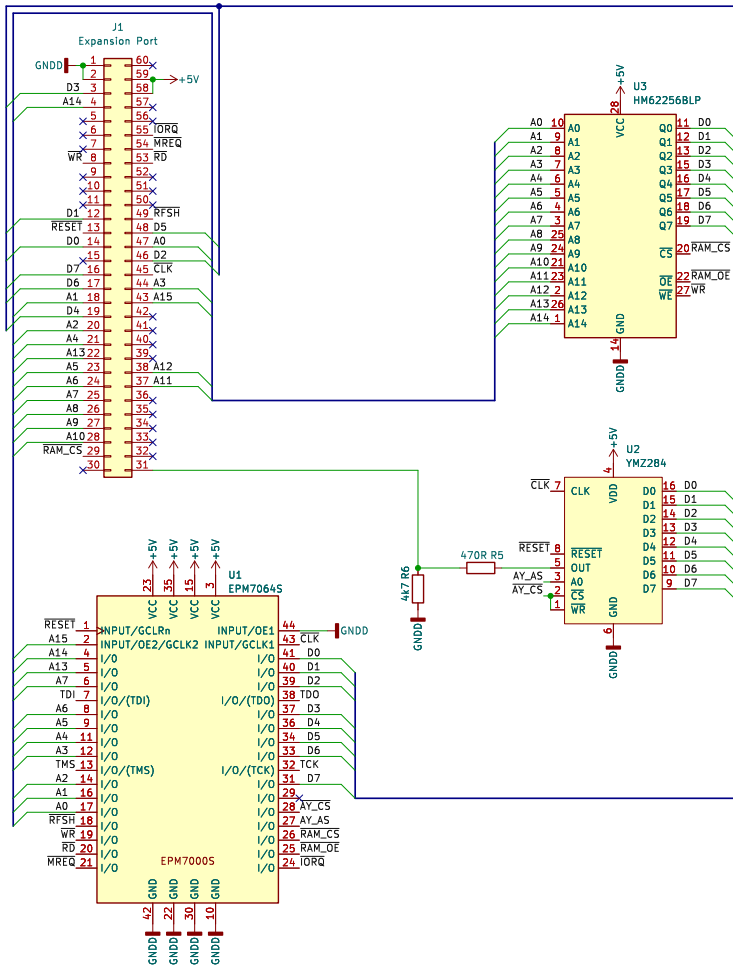 J1
Expansion Port
GNDD 1 60
2 59 +5V
D3 3 58
A14 4 57
5 56
6 55 IORQ
7 54 MREQ
WR 8 53 RD
9 52
10 51
11 50
D1 12 49 RFSH
RESET 13 48 D5
D0 14 47 A0
15 46 D2
D7 16 45 CLK
D6 17 44 A3
A1 18 43 A15
D4 19 42
A2 20 41
A4 21 40
A13 22 39
A5 23 38 A12
A6 24 37 A11
A7 25 36
A8 26 35
A9 27 34
A10 28 33
RAM_CS 29 32
30 31
+5V
U3
HM62256BLP
28
VCC
A0 10 A0 Q0 11 D0
A1 9 A1 Q1 12 D1
A2 8 A2 Q2 13 D2
A3 7 A3 Q3 15 D3
A4 6 A4 Q4 16 D4
A5 5 A5 Q5 17 D5
A6 4 A6 Q6 18 D6
A7 3 A7 Q7 19 D7
A8 25 A8
A9 24 A9 CS 20 RAM_CS
A10 21 A10
A11 23 A11 OE 22 RAM_OE
A12 2 A12 WE 27 WR
A13 26 A13
A14 1 A14
GND
14
GNDD
+5V
U2
YMZ284
4
VDD
CLK 7 CLK D0 16 D0
D1 15 D1
D2 14 D2
D3 13 D3
RESET 8 RESET D4 12 D4
5 OUT D5 11 D5
AY_AS 3 A0 D6 10 D6
AY_CS 2 CS D7 9 D7
1 WR
GND
6
GNDD
470R R5
4k7 R6
GNDD
+5V +5V +5V +5V
U1
EPM7064S
23 35 15 3
VCC VCC VCC VCC
RESET 1 INPUT/GCLRn INPUT/OE1 44 GNDD
A15 2 INPUT/OE2/GCLK2 INPUT/GCLK1 43 CLK
A14 4 I/O I/O 41 D0
A13 5 I/O I/O 40 D1
A7 6 I/O I/O 39 D2
TDI 7 I/O/(TDI) I/O/(TDO) 38 TDO
A6 8 I/O I/O 37 D3
A5 9 I/O I/O 36 D4
A4 11 I/O I/O 34 D5
A3 12 I/O I/O 33 D6
TMS 13 I/O/(TMS) I/O/(TCK) 32 TCK
A2 14 I/O I/O 31 D7
A1 16 I/O I/O 29
A0 17 I/O I/O 28 AY_CS
RFSH 18 I/O I/O 27 AY_AS
WR 19 I/O I/O 26 RAM_CS
RD 20 I/O I/O 25 RAM_OE
MREQ 21 I/O I/O 24 IORQ
EPM7000S
GND GND GND GND
42 22 30 10
GNDD GNDD GNDD GNDD